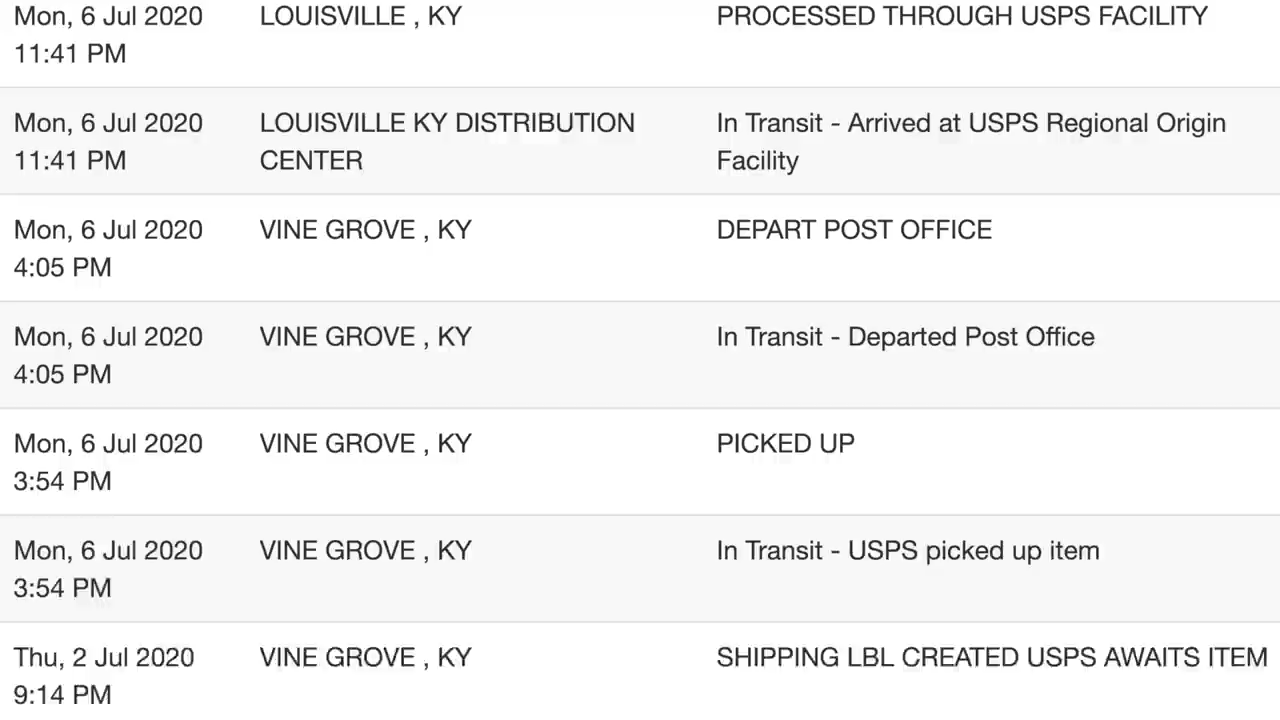 Mon, 6 Jul 2020 LOUISVILLE , KY PROCESSED THROUGH USPS FACILITY
11:41 PM
Mon, 6 Jul 2020 LOUISVILLE KY DISTRIBUTION In Transit - Arrived at USPS Regional Origin
11:41 PM CENTER Facility
Mon, 6 Jul 2020 VINE GROVE , KY DEPART POST OFFICE
4:05 PM
Mon, 6 Jul 2020 VINE GROVE , KY In Transit - Departed Post Office
4:05 PM
Mon, 6 Jul 2020 VINE GROVE , KY PICKED UP
3:54 PM
Mon, 6 Jul 2020 VINE GROVE , KY In Transit - USPS picked up item
3:54 PM
Thu, 2 Jul 2020 VINE GROVE , KY SHIPPING LBL CREATED USPS AWAITS ITEM
9:14 PM